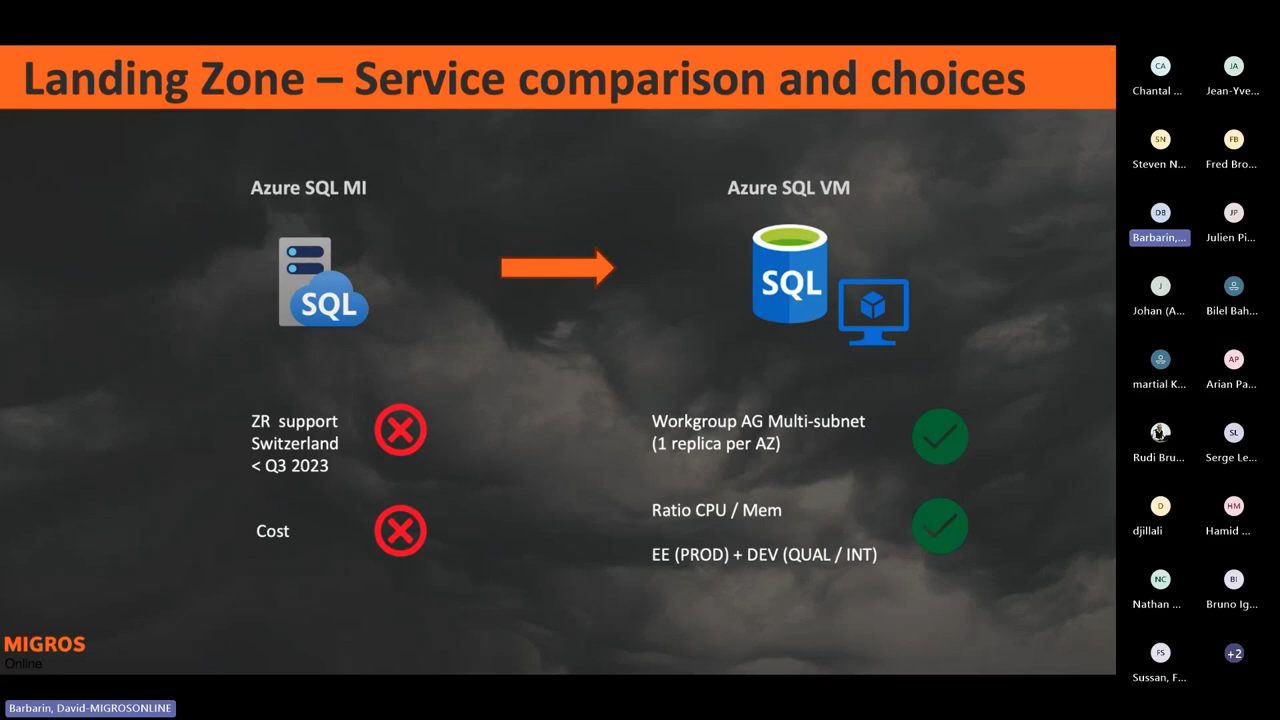 Landing Zone – Service comparison and choices
Azure SQL MI
Azure SQL VM
SQL
SQL
ZR support
Switzerland
< Q3 2023
Cost
Workgroup AG Multi-subnet
(1 replica per AZ)
Ratio CPU / Mem
EE (PROD) + DEV (QUAL / INT)
MIGROS
Online
Barbarin, David-MIGROSONLINE
CA
JA
Chantal ...
Jean-Yve...
SN
FB
Steven N...
Fred Bro...
DB
JP
Barbarin,...
Julien Pi...
J
Johan (A...
Bilel Bah...
AP
martial K...
Arian Pa...
SL
Rudi Bru...
Serge Le...
D
HM
djillali
Hamid ...
NC
BI
Nathan ...
Bruno Ig...
FS
+2
Sussan, F...